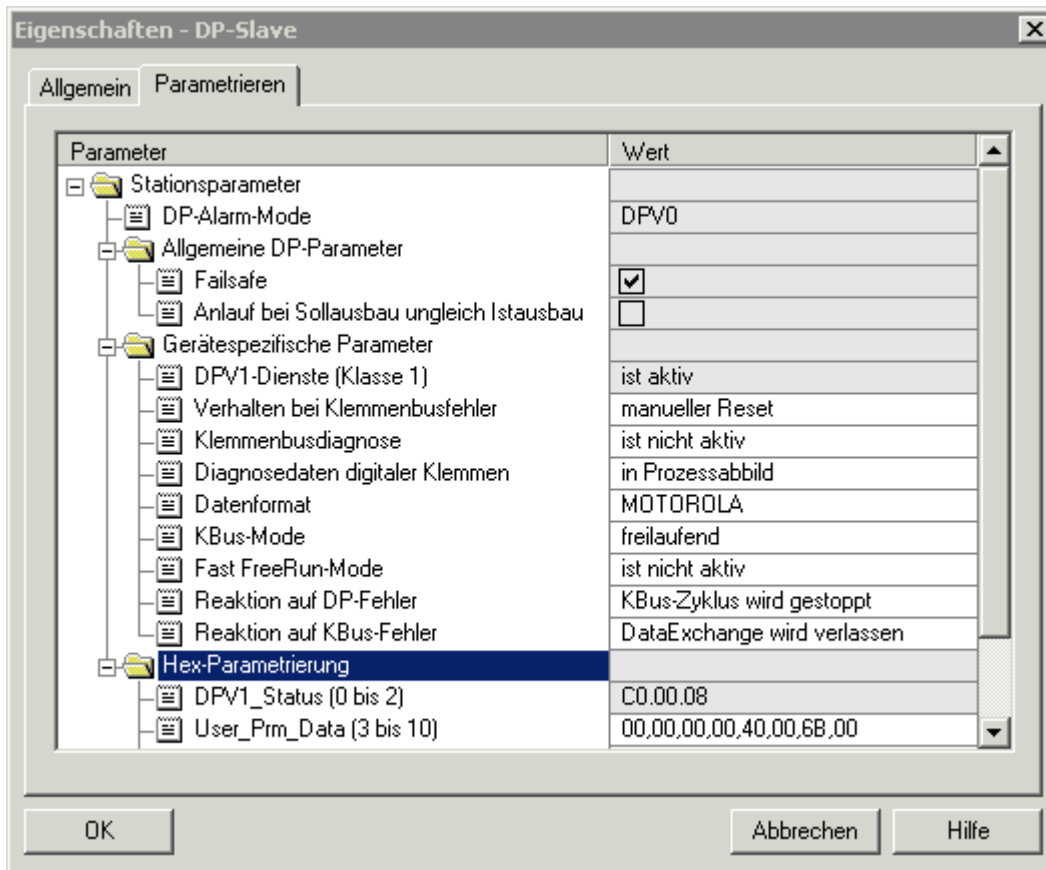 Eigenschaften - DP-Slave
Allgemein Parametrieren
Parameter Wert
Stationsparameter
DP-Alarm-Mode DPV0
Allgemeine DP-Parameter
Failsafe
Anlauf bei Sollausbau ungleich Istausbau
Gerätespezifische Parameter
DPV1-Dienste (Klasse 1) ist aktiv
Verhalten bei Klemmenbusfehler manueller Reset
Klemmenbusdiagnose ist nicht aktiv
Diagnosedaten digitaler Klemmen in Prozessabbild
Datenformat MOTOROLA
KBus-Mode freilaufend
Fast FreeRun-Mode ist nicht aktiv
Reaktion auf DP-Fehler KBus-Zyklus wird gestoppt
Reaktion auf KBus-Fehler DataExchange wird verlassen
Hex-Parametrierung
DPV1_Status (0 bis 2) C0.00.08
User_Prm_Data (3 bis 10) 00,00,00,00,40,00,6B,00
OK Abbrechen Hilfe